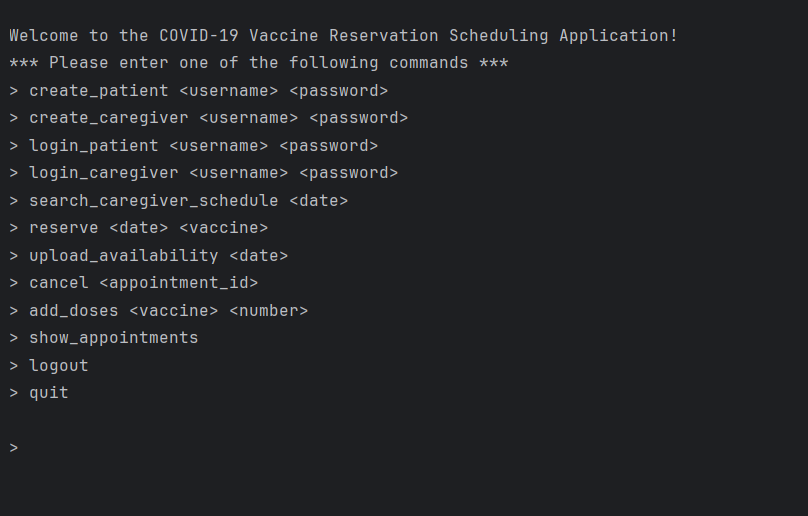 Welcome to the COVID-19 Vaccine Reservation Scheduling Application!
*** Please enter one of the following commands ***
> create_patient <username> <password>
> create_caregiver <username> <password>
> login_patient <username> <password>
> login_caregiver <username> <password>
> search_caregiver_schedule <date>
> reserve <date> <vaccine>
> upload_availability <date>
> cancel <appointment_id>
> add_doses <vaccine> <number>
> show_appointments
> logout
> quit
>